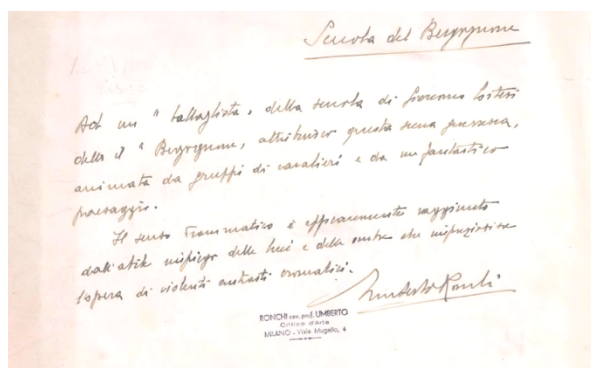 Scuola del Borgognone
Ad un "battaglista" della scuola di Giacomo Cortesi
detto il "Borgognone, attribuisco questa scena guerresca,
animata da gruppi di cavalieri e da un fantastico
paesaggio.
Il senso drammatico è efficacemente raggiunto
dall'abile impiego delle luci e delle ombre che
l'opera di violenti contrasti cromatici.
Umberto Ronchi
RONCHI cav. prof. UMBERTO
Critico d'Arte
MILANO - Viale Mugello, 4